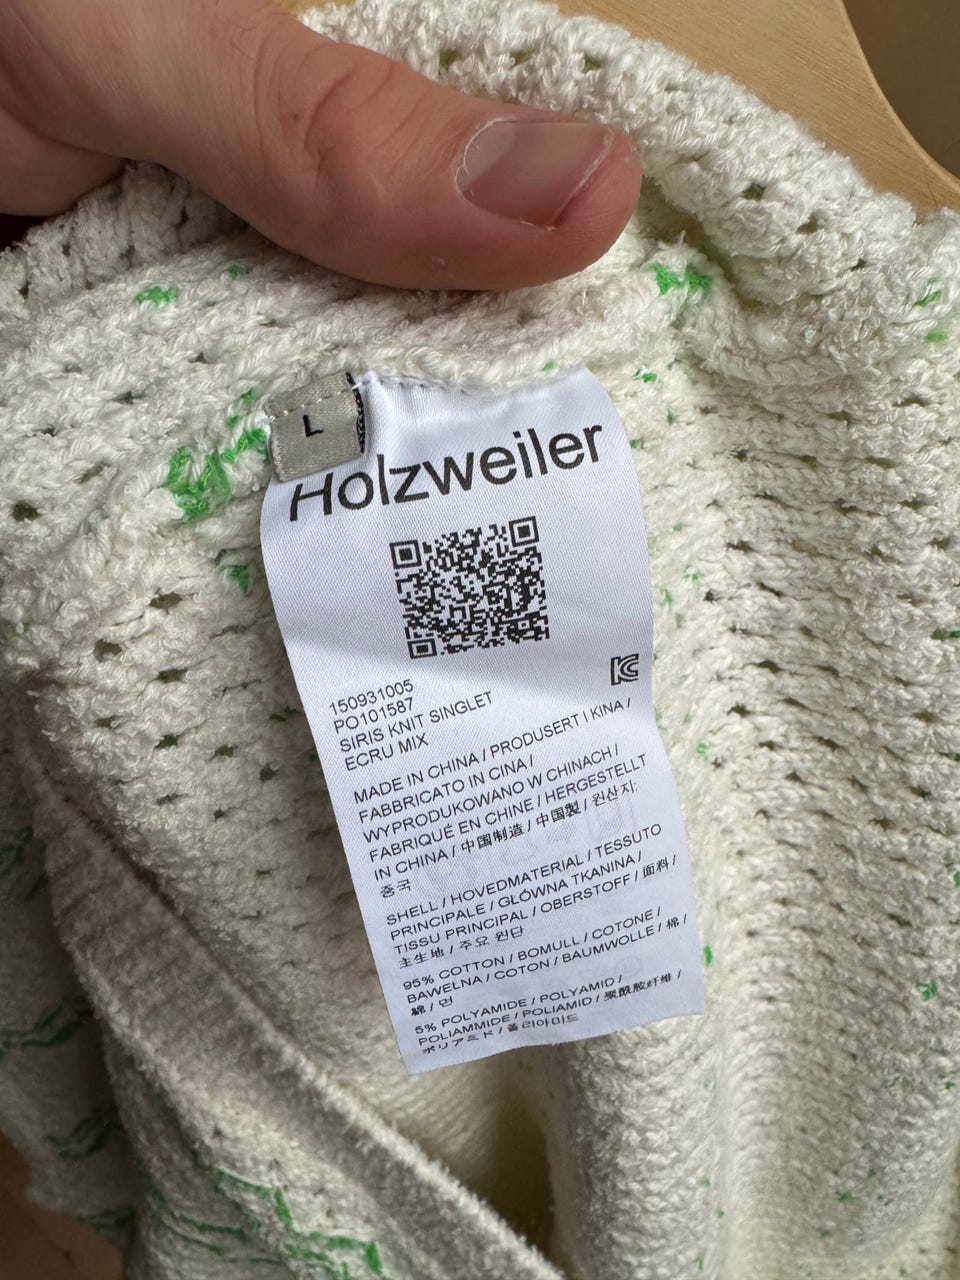 L
Holzweiler
150931005
PO101587
SIRIS KNIT SINGLET
ECRU MIX
MADE IN CHINA / PRODUSERT I KINA /
FABBRICATO IN CINA /
WYPRODUKOWANO W CHINACH /
FABRIQUÉ EN CHINE / HERGESTELLT
IN CHINA / 中国制造 / 中国製 / 원산지:
중국
SHELL / HOVEDMATERIAL / TESSUTO
PRINCIPALE / GŁÓWNA TKANINA /
TISSU PRINCIPAL / OBERSTOFF / 面料 /
主生地 / 주요 원단
95% COTTON / BOMULL / COTONE /
BAWEŁNA / COTON / BAUMWOLLE / 棉 /
綿 / 면
5% POLYAMIDE / POLYAMID /
POLIAMMIDE / POLIAMID / 聚酰胺纤维 /
ポリアミド / 폴리아미드